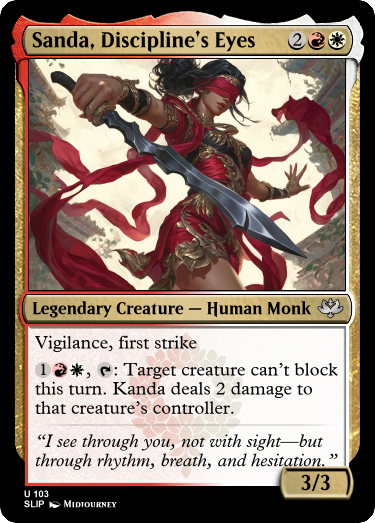 Sanda, Discipline's Eyes 2
Legendary Creature — Human Monk
Vigilance, first strike
1, : Target creature can't block
this turn. Kanda deals 2 damage to
that creature's controller.
“I see through you, not with sight—but
through rhythm, breath, and hesitation.”
3/3
U 103
SLIP Midjourney